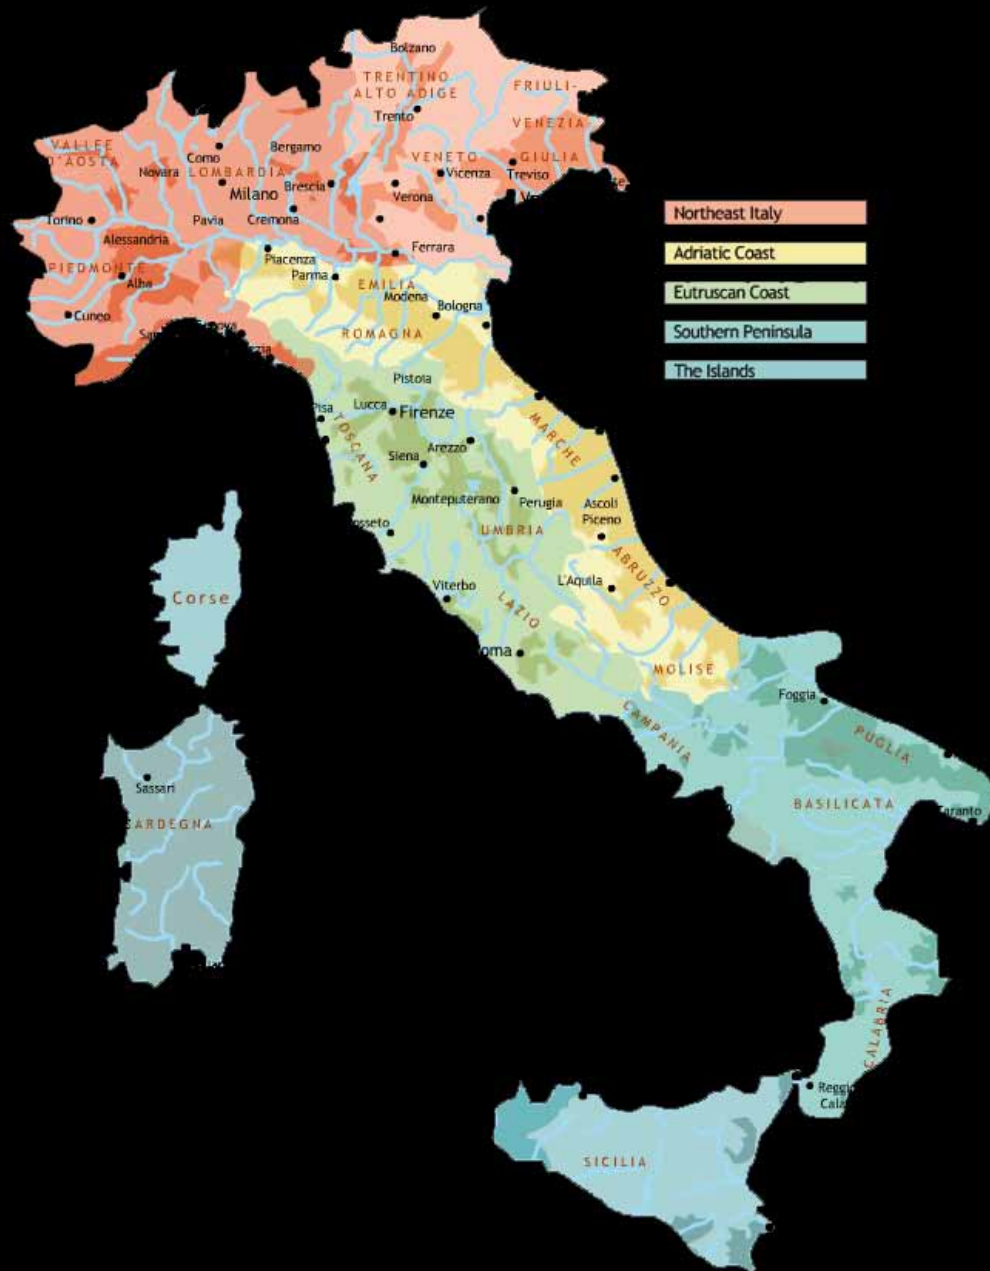 Bolzano
TRENTINO
ALTO ADIGE
FRIULI-
Trento
VENEZIA
VALLEE
D'AOSTA
Como
Bergamo
VENETO
GIULIA
Novara
LOMBARDIA
Vicenza
Treviso
Milano
Brescia
Verona
Torino
Pavia
Cremona
Alessandria
Ferrara
PIEDMONTE
Piacenza
Parma
Alba
EMILIA
Modena
Bologna
Cuneo
ROMAGNA
Pistoia
Pisa
Lucca
Firenze
TOSCANA
MARCHE
Siena
Arezzo
Monteputerano
Perugia
Ascoli
Piceno
UMBRIA
L'Aquila
ABRUZZO
Viterbo
LAZIO
MOLISE
Corse
Foggia
CAMPANIA
PUGLIA
Sassari
BASILICATA
Taranto
SARDEGNA
CALABRIA
SICILIA
Northeast Italy
Adriatic Coast
Eutruscan Coast
Southern Peninsula
The Islands